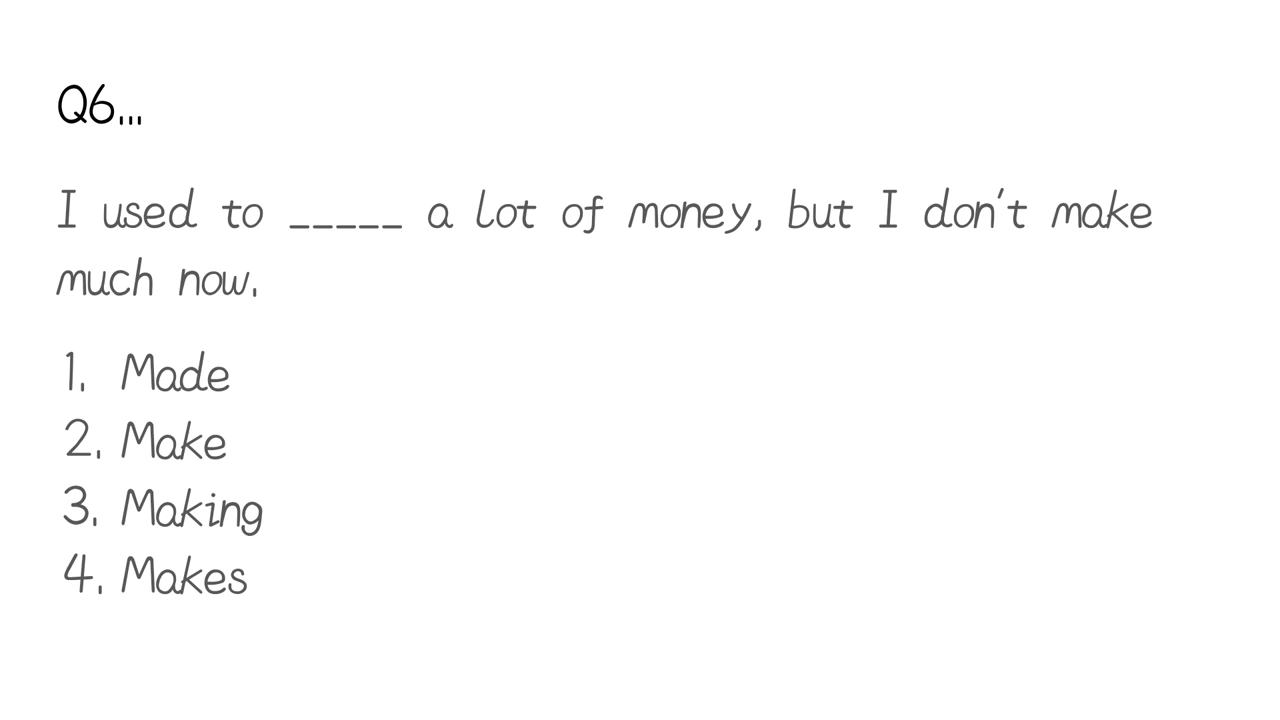 Q6...
I used to _____ a lot of money, but I don't make
much now.
1. Made
2. Make
3. Making
4. Makes